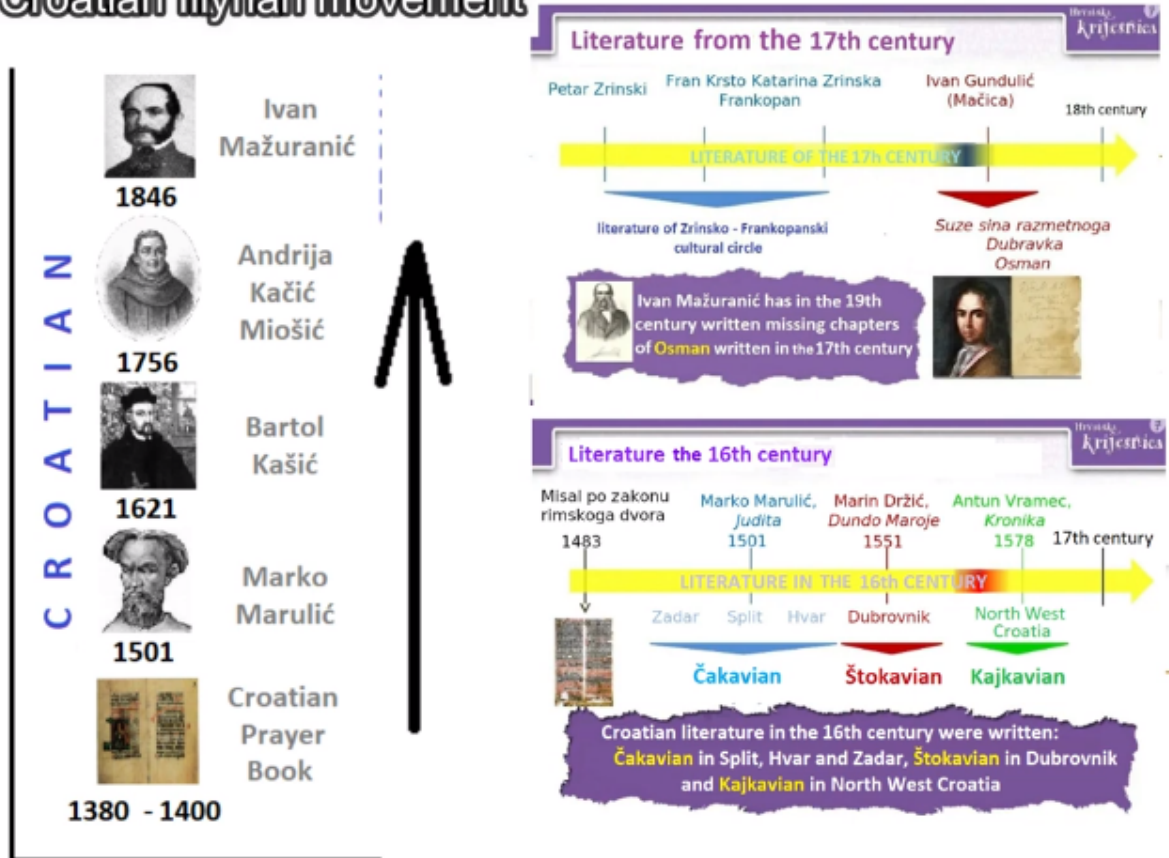 Croatian Illyrian movement
CROATIAN
Ivan
Mažuranić
1846
Andrija
Kačić
Miošić
1756
Bartol
Kašić
1621
Marko
Marulić
1501
Croatian
Prayer
Book
1380 - 1400
Hrvatska
krijesnica
Literature from the 17th century
Petar Zrinski
Fran Krsto Katarina Zrinska
Frankopan
Ivan Gundulić
(Mačica)
18th century
LITERATURE OF THE 17h CENTURY
literature of Zrinsko - Frankopanski
cultural circle
Suze sina razmetnoga
Dubravka
Osman
Ivan Mažuranić has in the 19th
century written missing chapters
of Osman written in the 17th century
Hrvatska
krijesnica
Literature the 16th century
Misal po zakonu
rimskoga dvora
1483
Marko Marulić,
Judita
1501
Marin Držić,
Dundo Maroje
1551
Antun Vramec,
Kronika
1578
17th century
LITERATURE IN THE 16th CENTURY
Zadar Split Hvar
Dubrovnik
North West
Croatia
Čakavian
Štokavian
Kajkavian
Croatian literature in the 16th century were written:
Čakavian in Split, Hvar and Zadar, Štokavian in Dubrovnik
and Kajkavian in North West Croatia